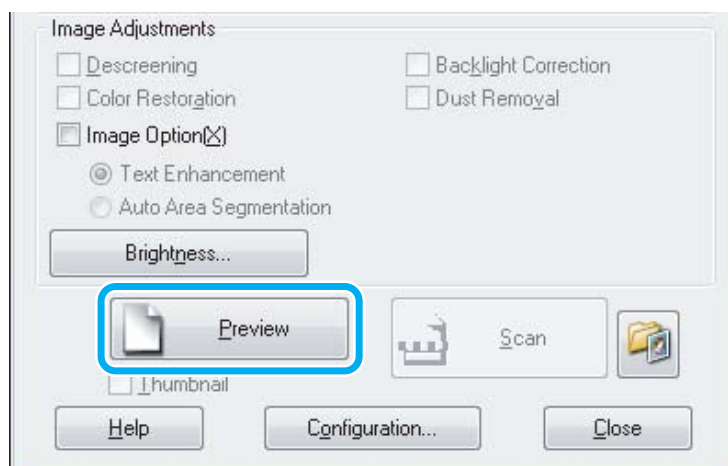 Image Adjustments
Descreening Backlight Correction
Color Restoration Dust Removal
Image Option(X)
Text Enhancement
Auto Area Segmentation
Brightness...
Preview Scan
Thumbnail
Help Configuration... Close